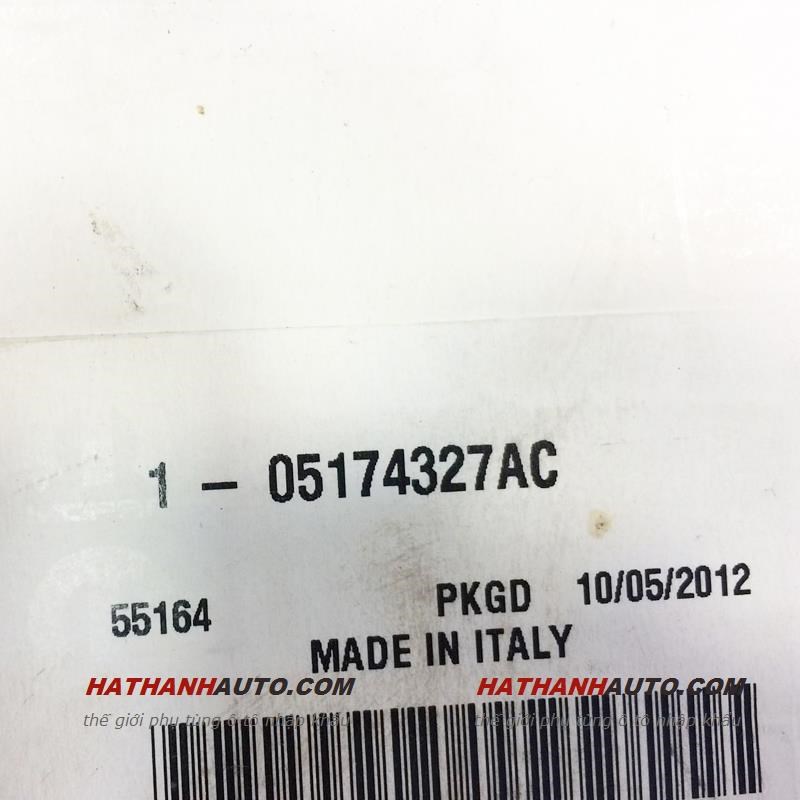 1 - 05174327AC
55164 PKGD 10/05/2012
MADE IN ITALY
HATHANHAUTO.COM HATHANHAUTO.COM
thế giới phụ tùng ô tô nhập khẩu thế giới phụ tùng ô tô nhập khẩu